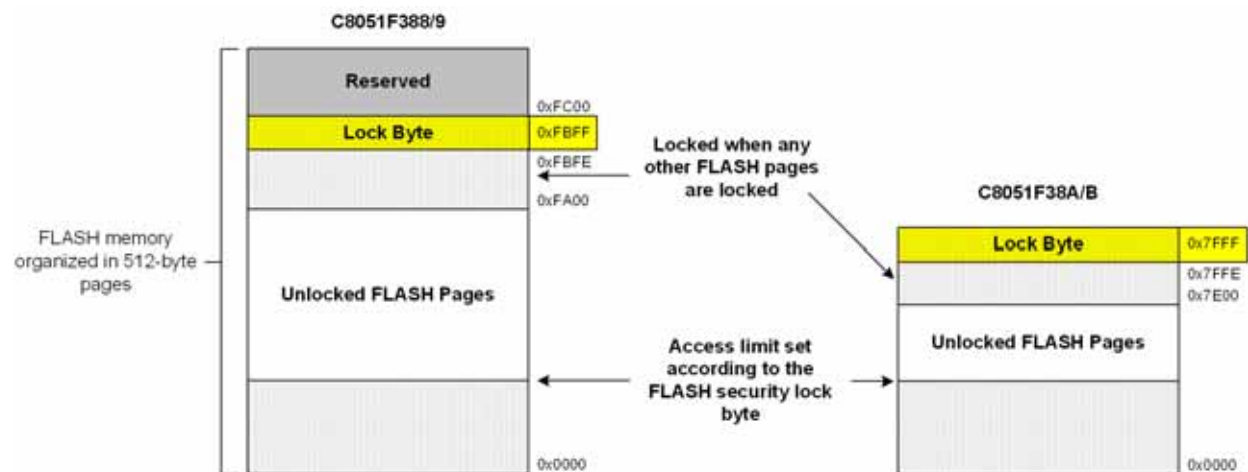 C8051F388/9
Reserved
0xFC00
Lock Byte
0xFBFF
0xFBFE
0xFA00
FLASH memory
organized in 512-byte
pages
Unlocked FLASH Pages
0x0000
Locked when any
other FLASH pages
are locked
Access limit set
according to the
FLASH security lock
byte
C8051F38A/B
Lock Byte
0x7FFF
0x7FFE
0x7E00
Unlocked FLASH Pages
0x0000